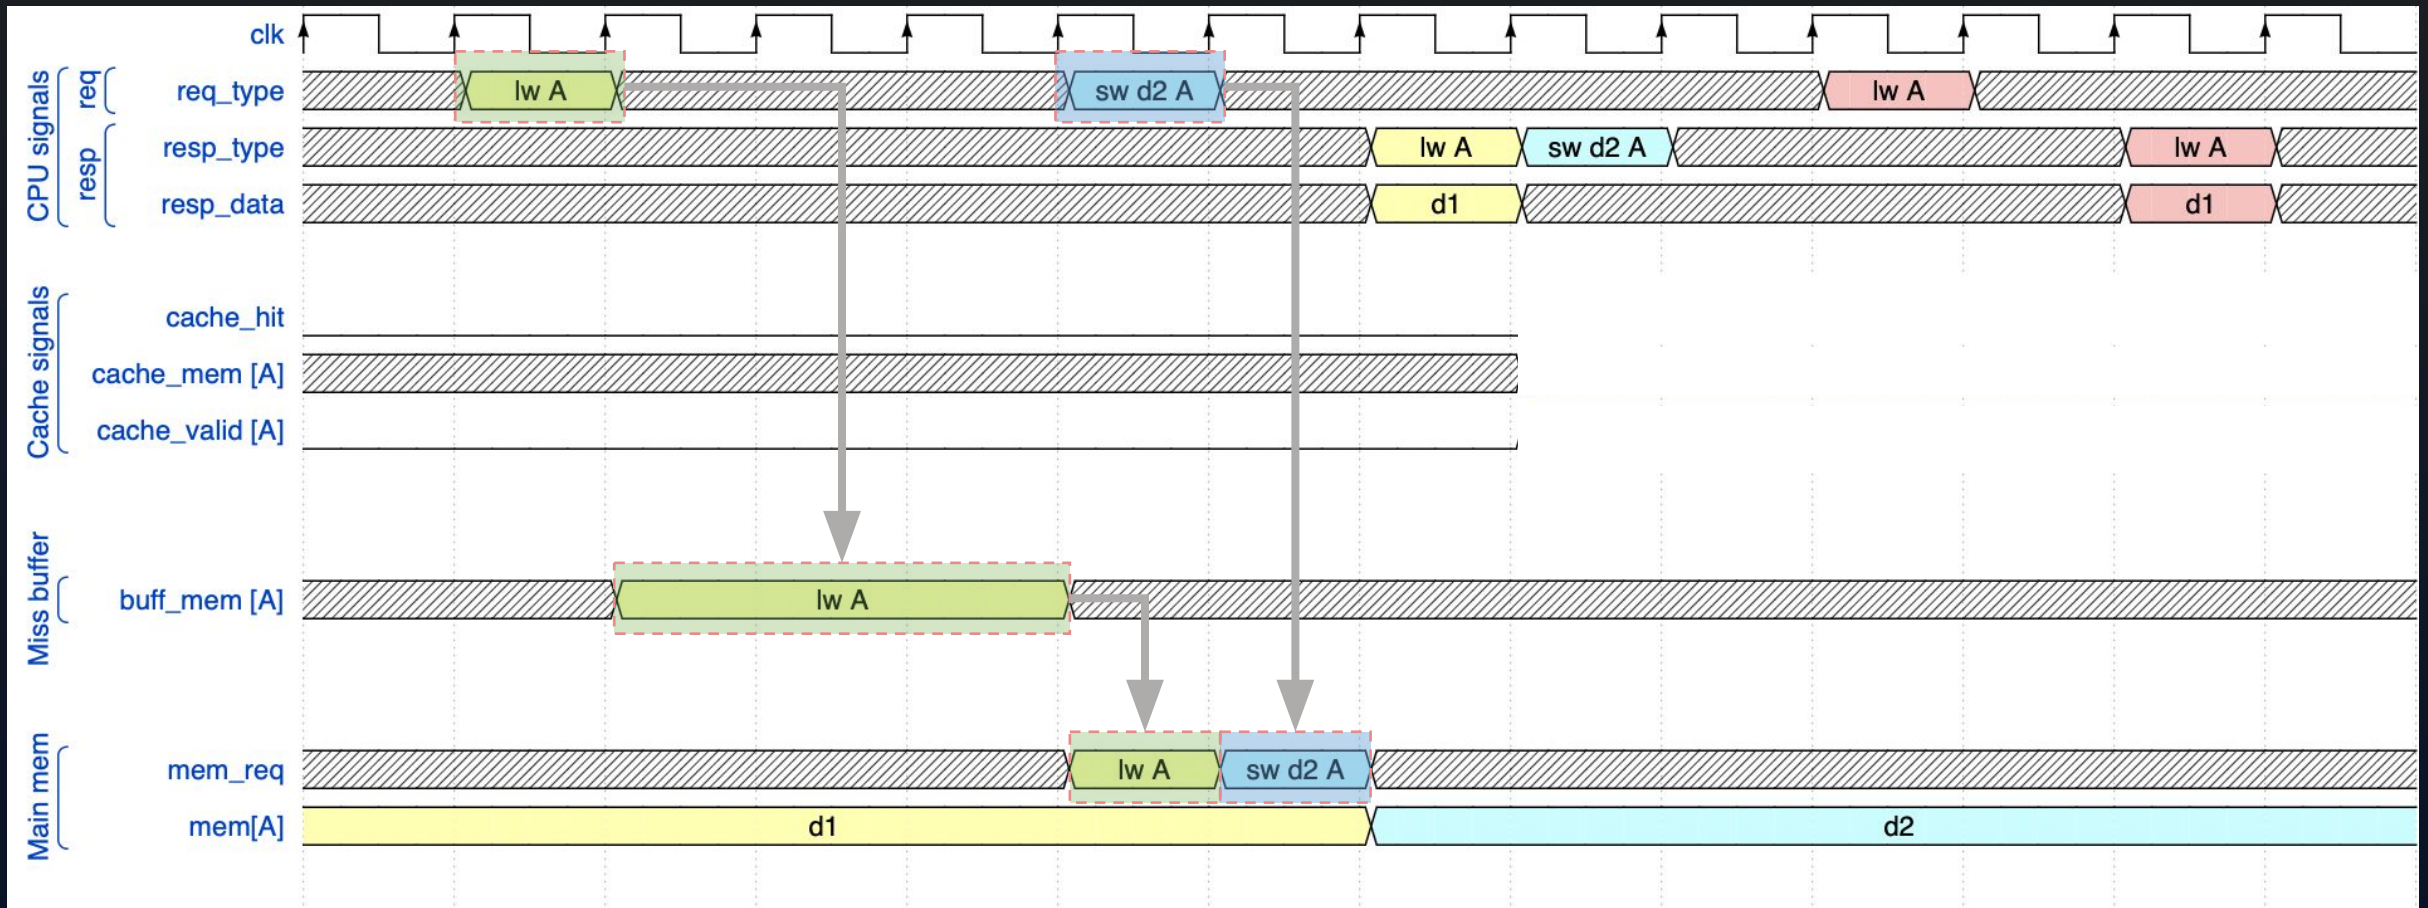 clk
CPU signals
req
req_type
lw A
sw d2 A
lw A
resp
resp_type
lw A
sw d2 A
lw A
resp_data
d1
d1
Cache signals
cache_hit
cache_mem [A]
cache_valid [A]
Miss buffer
buff_mem [A]
lw A
Main mem
mem_req
lw A
sw d2 A
mem[A]
d1
d2